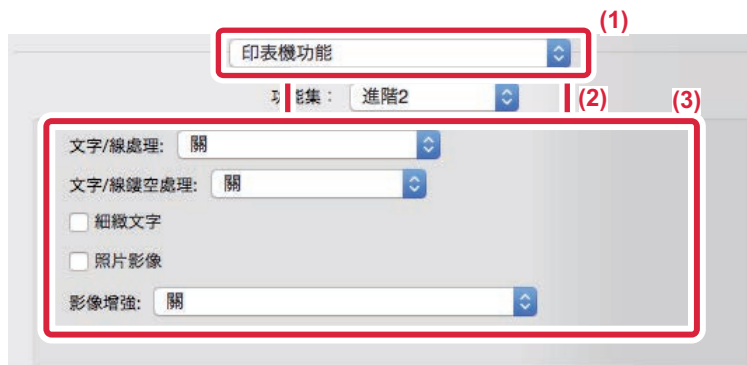 (1)
印表機功能
功能集： 進階2
(2)
(3)
文字/線處理: 關
文字/線鏤空處理: 關
細緻文字
照片影像
影像增強: 關